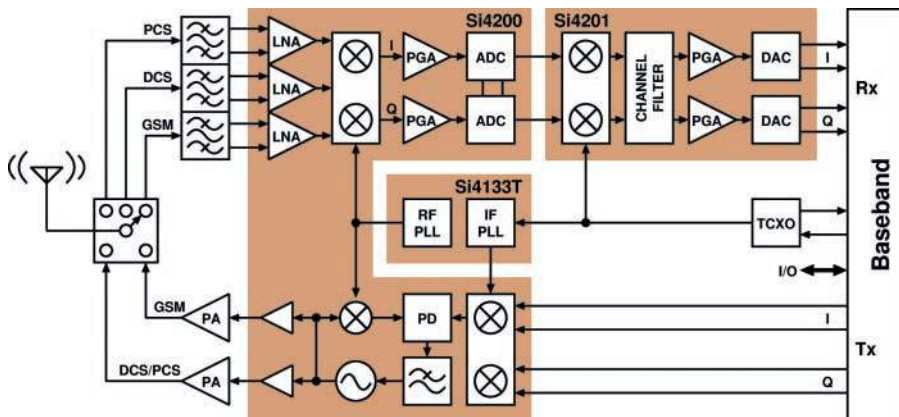 PCS
DCS
GSM
LNA
LNA
LNA
Si4200
I
Q
PGA
PGA
ADC
ADC
Si4201
CHANNEL
FILTER
PGA
PGA
DAC
DAC
I
Rx
Q
Baseband
Si4133T
RF
PLL
IF
PLL
TCXO
I/O
GSM
PA
PD
I
Tx
DCS/PCS
PA
Q